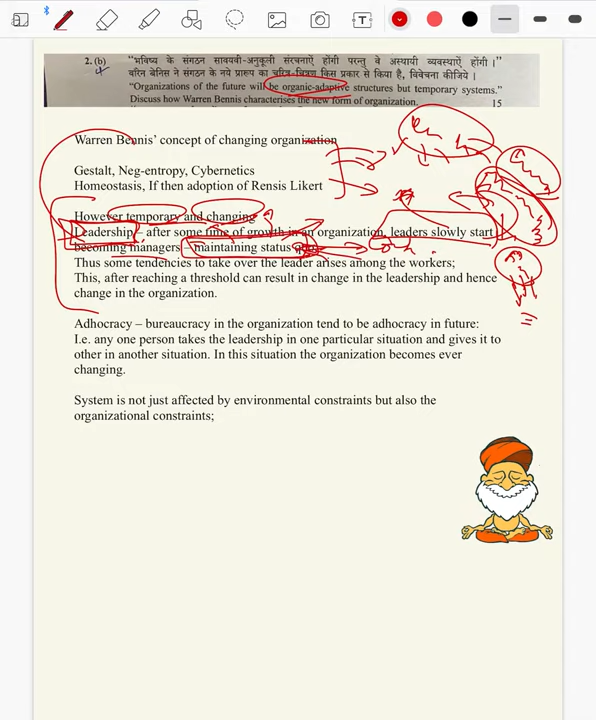 2. (b) "भविष्य के संगठन सावयवी-अनुकूली संरचनाऐं होंगी परन्तु वे अस्थायी व्यवस्थाऐं होंगी।"
वरिन बेनिस ने संगठन के नये प्रारूप का चरित्र-चित्रण किस प्रकार से किया है, विवेचना कीजिये।
"Organizations of the future will be organic-adaptive structures but temporary systems."
Discuss how Warren Bennis characterises the new form of organization. 15
Warren Bennis' concept of changing organization
Gestalt, Neg-entropy, Cybernetics
Homeostasis, If then adoption of Rensis Likert
However temporary and changing
Leadership – after some time of growth in an organization, leaders slowly start
becoming managers – maintaining status
Thus some tendencies to take over the leader arises among the workers;
This, after reaching a threshold can result in change in the leadership and hence
change in the organization.
Adhocracy – bureaucracy in the organization tend to be adhocracy in future:
I.e. any one person takes the leadership in one particular situation and gives it to
other in another situation. In this situation the organization becomes ever
changing.
System is not just affected by environmental constraints but also the
organizational constraints;